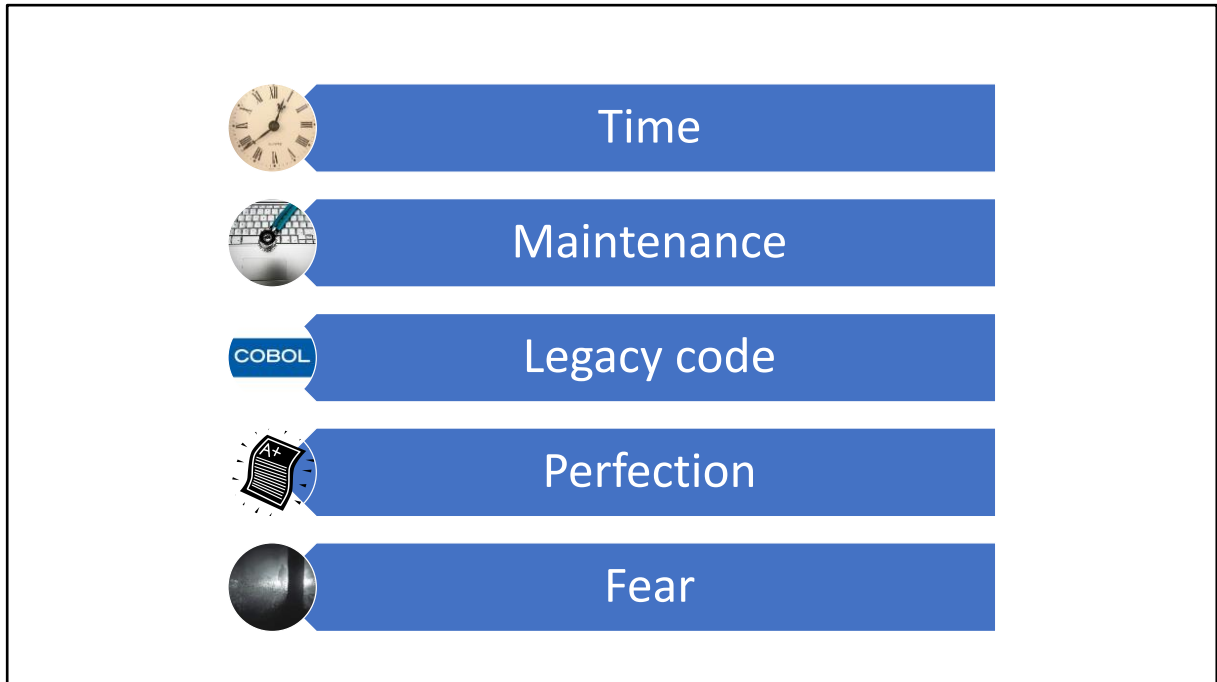 Time
Maintenance
COBOL
Legacy code
A+
Perfection
Fear